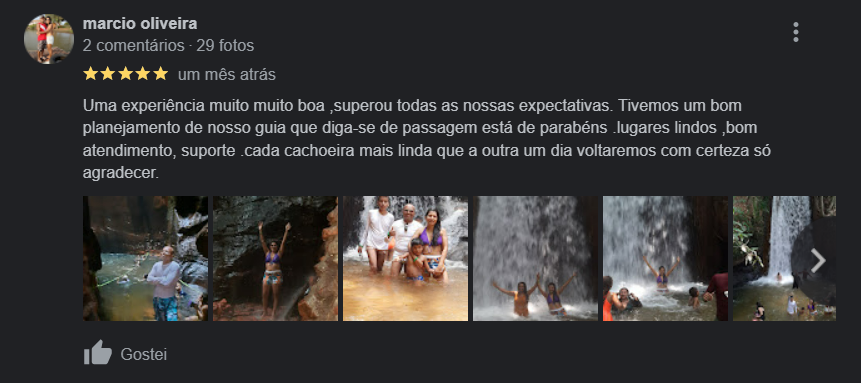 marcio oliveira
2 comentários · 29 fotos
um mês atrás
Uma experiência muito muito boa ,superou todas as nossas expectativas. Tivemos um bom
planejamento de nosso guia que diga-se de passagem está de parabéns .lugares lindos ,bom
atendimento, suporte .cada cachoeira mais linda que a outra um dia voltaremos com certeza só
agradecer.
Gostei